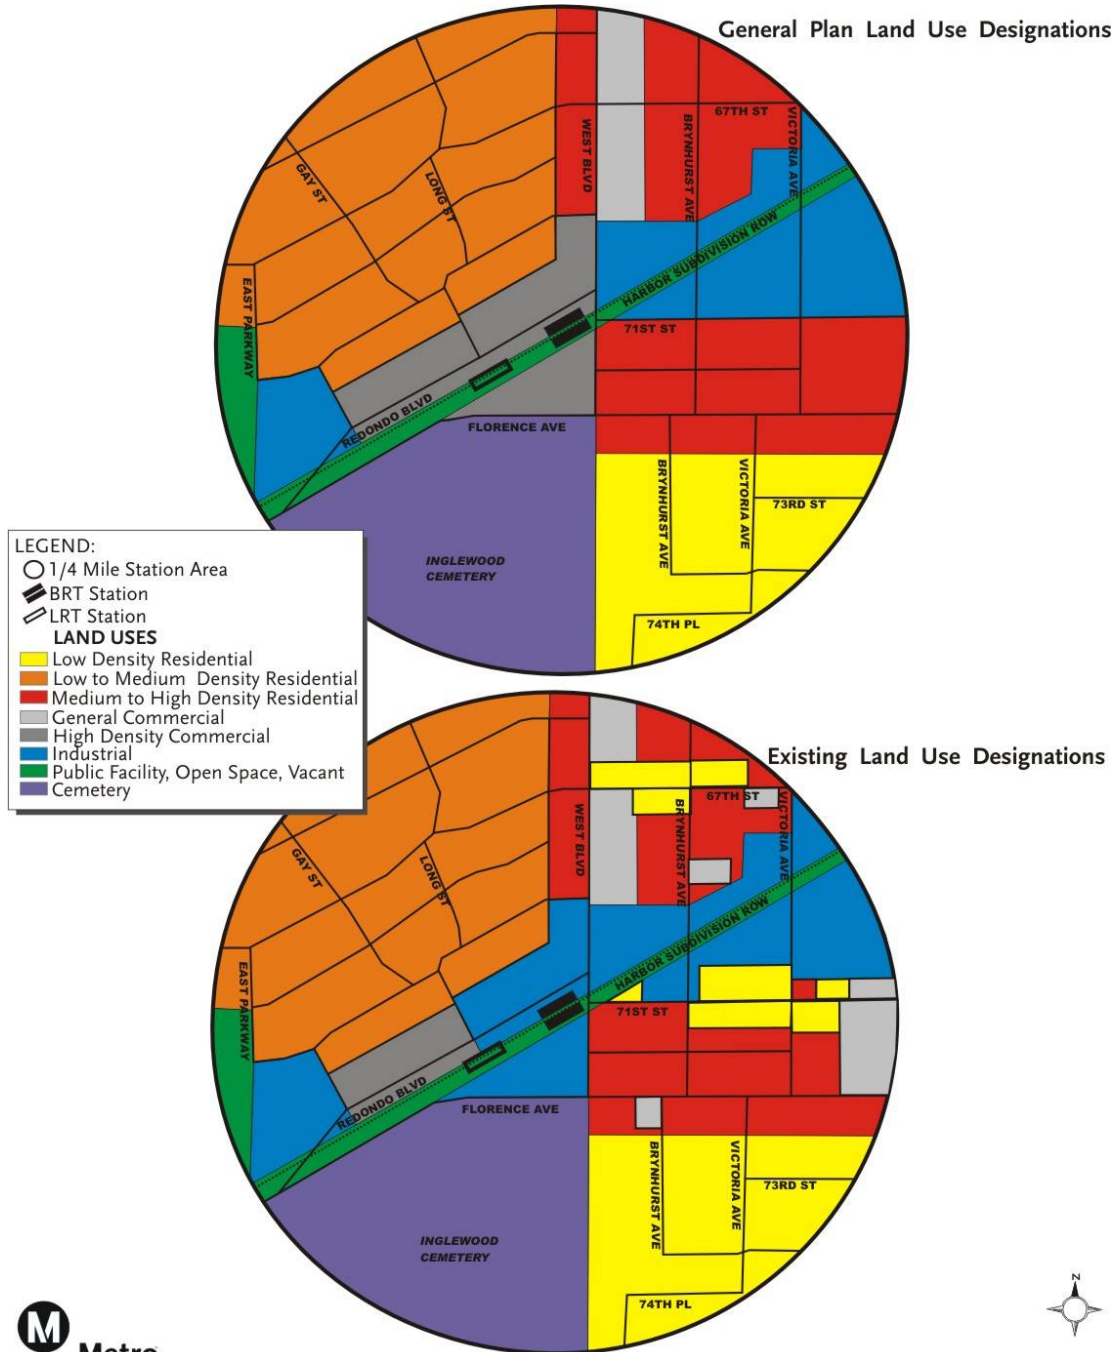 General Plan Land Use Designations
67TH ST
VICTORIA AVE
BRYNHURST AVE
WEST BLVD
GAY ST
LONG ST
EAST PARKWAY
HARBOR SUBDIVISION ROW
71ST ST
REDONDO BLVD
FLORENCE AVE
BRYNHURST AVE
VICTORIA AVE
73RD ST
INGLEWOOD
CEMETERY
74TH PL
LEGEND:
1/4 Mile Station Area
BRT Station
LRT Station
LAND USES
Low Density Residential
Low to Medium Density Residential
Medium to High Density Residential
General Commercial
High Density Commercial
Industrial
Public Facility, Open Space, Vacant
Cemetery
Existing Land Use Designations
67TH ST
VICTORIA AVE
BRYNHURST AVE
WEST BLVD
GAY ST
LONG ST
EAST PARKWAY
HARBOR SUBDIVISION ROW
71ST ST
REDONDO BLVD
FLORENCE AVE
BRYNHURST AVE
VICTORIA AVE
73RD ST
INGLEWOOD
CEMETERY
74TH PL
N
M
Metro